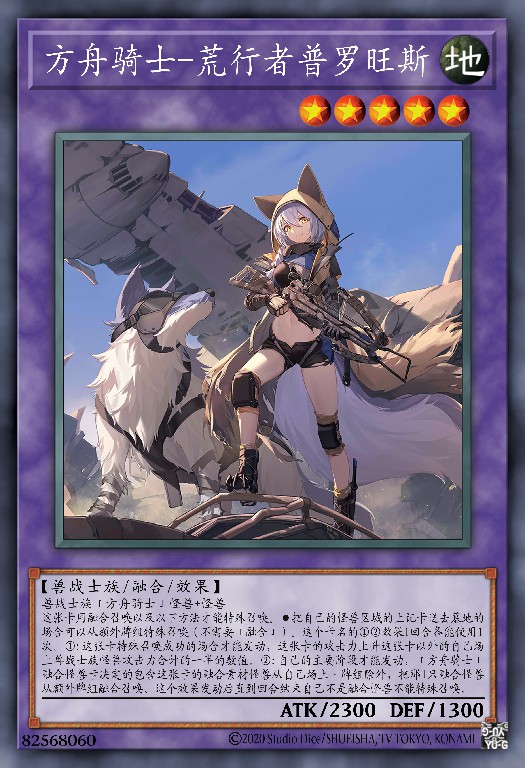 方舟骑士-荒行者普罗旺斯
地
【兽战士族/融合/效果】
兽战士族「方舟骑士」怪兽+怪兽
这张卡用融合召唤以及以下方法才能特殊召唤。●把自己的怪兽区域的上记卡送去墓地的
场合可以从额外牌组特殊召唤(不需要「融合」)。这个卡名的①②效果1回合各能使用1
次。①:这张卡特殊召唤成功的场合才能发动。这张卡的攻击力上升这张卡以外的自己场
上兽战士族怪兽攻击力合计的一半的数值。②:自己的主要阶段才能发动。「方舟骑士」
融合怪兽卡决定的包含这张卡的融合素材怪兽从自己场上·牌组除外,把那1只融合怪兽
从额外牌组融合召唤。这个效果发动后直到回合结束自己不是融合怪兽不能特殊召唤。
ATK/2300 DEF/1300
82568060
©2020 Studio Dice/SHUEISHA, TV TOKYO, KONAMI